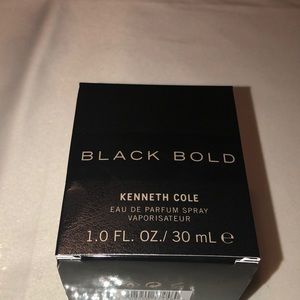 BLACK BOLD
KENNETH COLE
EAU DE PARFUM SPRAY
VAPORISATEUR
1.0 FL. OZ./ 30 mL ℮